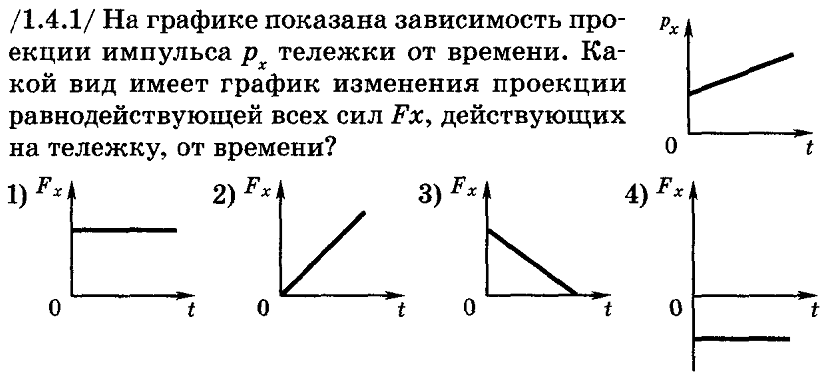 /1.4.1/ На графике показана зависимость про-
екции импульса pₓ тележки от времени. Ка-
кой вид имеет график изменения проекции
равнодействующей всех сил Fx, действующих
на тележку, от времени?
pₓ
0
t
1) Fₓ
0
t
2) Fₓ
0
t
3) Fₓ
0
t
4) Fₓ
0
t